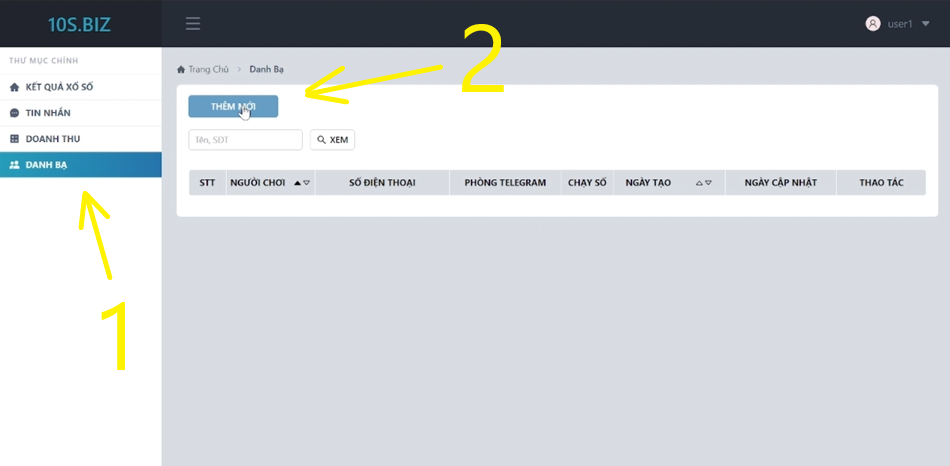 10S.BIZ
user1
THƯ MỤC CHÍNH
KẾT QUẢ XỔ SỐ
TIN NHẮN
DOANH THU
DANH BẠ
1
Trang Chủ > Danh Bạ
2
THÊM MỚI
Tên, SDT
XEM
STT NGƯỜI CHƠI SỐ ĐIỆN THOẠI PHÒNG TELEGRAM CHẠY SỐ NGÀY TẠO NGÀY CẬP NHẬT THAO TÁC